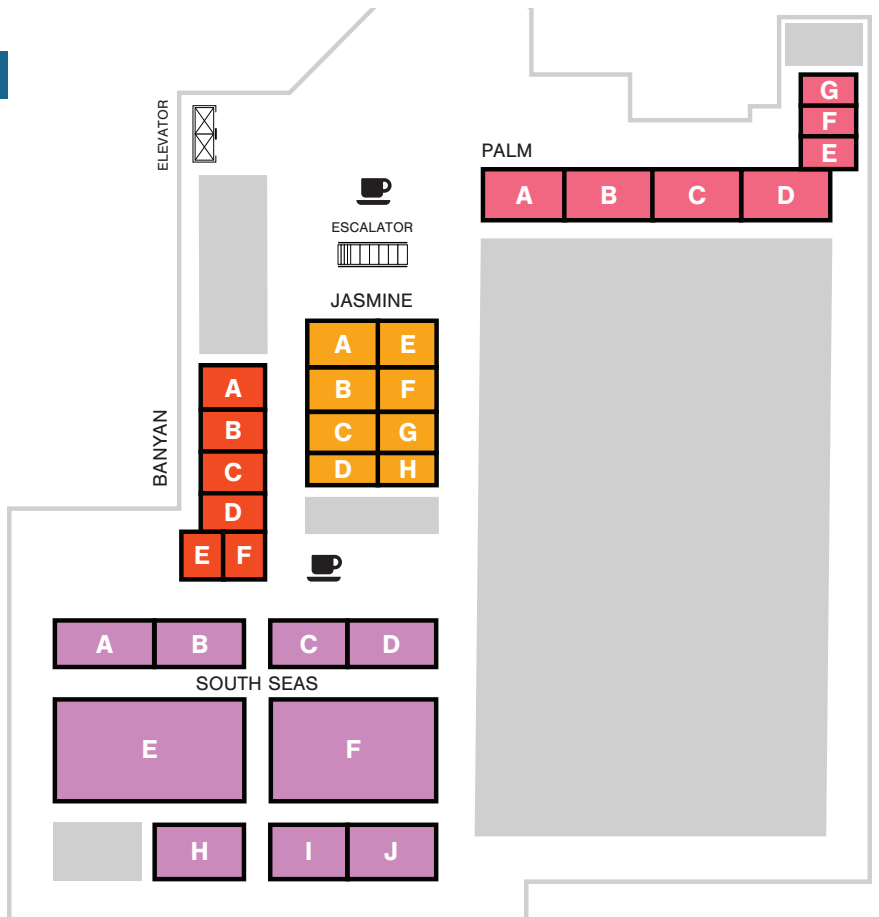 ELEVATOR
G
F
E
PALM
A B C D
ESCALATOR
JASMINE
A E
B F
C G
D H
BANYAN
A
B
C
D
E F
A B C D
SOUTH SEAS
E F
H I J